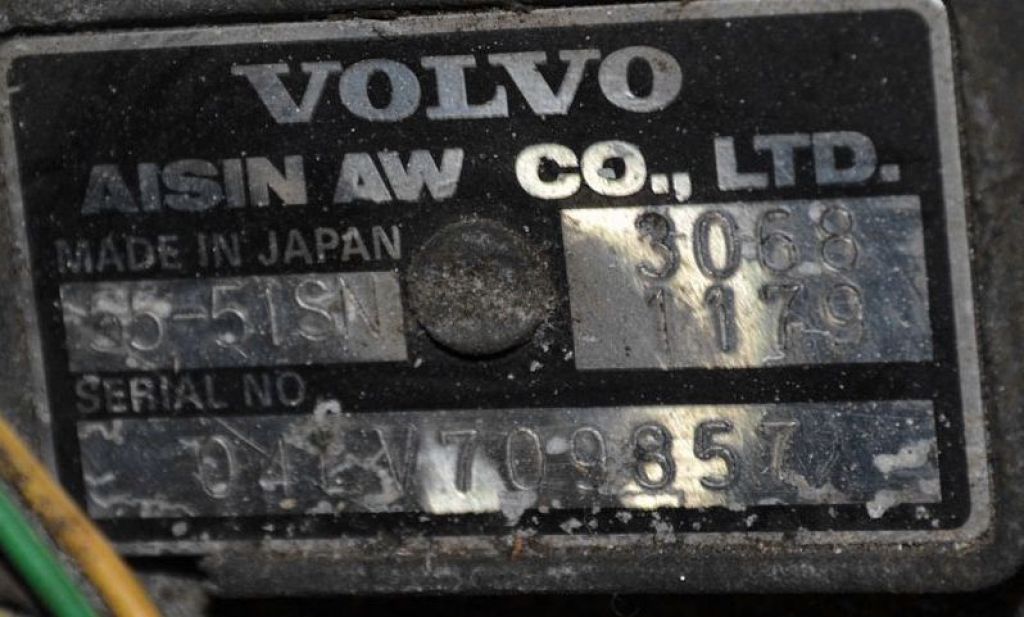 VOLVO
AISIN AW CO., LTD.
MADE IN JAPAN
3068
55-51SN
1179
SERIAL NO.